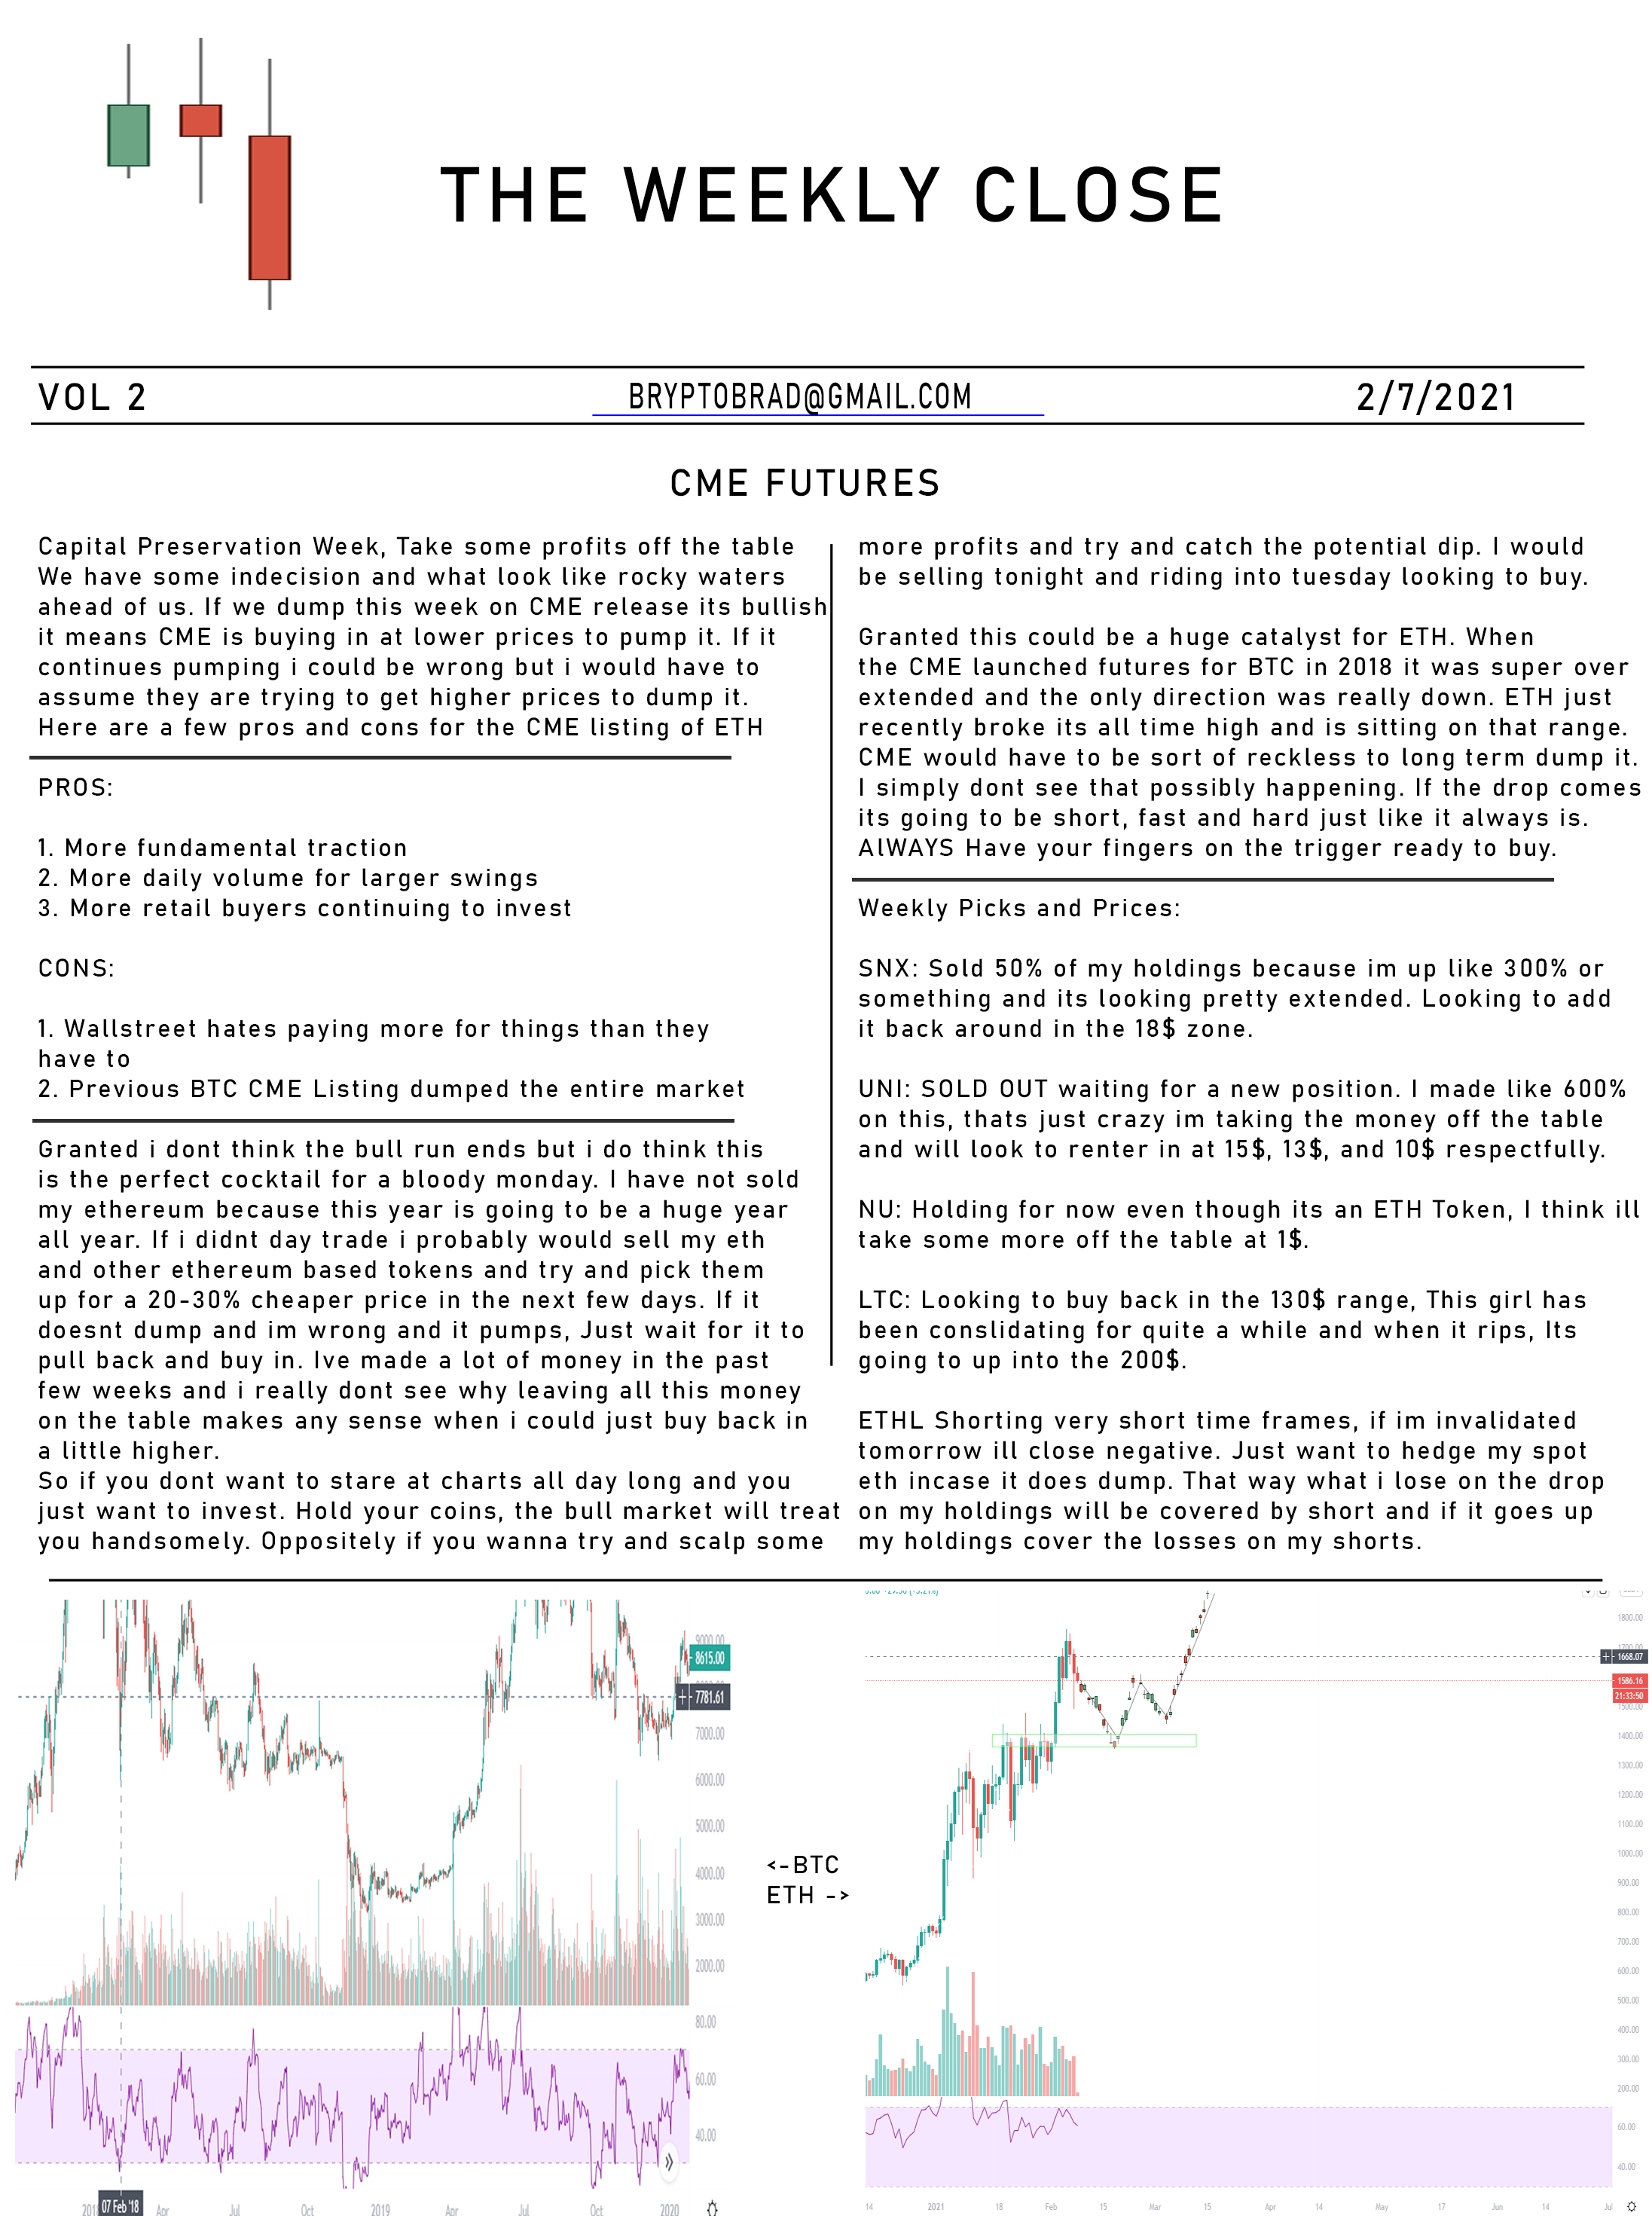 THE WEEKLY CLOSE
VOL 2
BRYPTOBRAD@GMAIL.COM
2/7/2021
CME FUTURES
Capital Preservation Week, Take some profits off the table
We have some indecision and what look like rocky waters
ahead of us. If we dump this week on CME release its bullish
it means CME is buying in at lower prices to pump it. If it
continues pumping i could be wrong but i would have to
assume they are trying to get higher prices to dump it.
Here are a few pros and cons for the CME listing of ETH
PROS:
1. More fundamental traction
2. More daily volume for larger swings
3. More retail buyers continuing to invest
CONS:
1. Wallstreet hates paying more for things than they
have to
2. Previous BTC CME Listing dumped the entire market
Granted i dont think the bull run ends but i do think this
is the perfect cocktail for a bloody monday. I have not sold
my ethereum because this year is going to be a huge year
all year. If i didnt day trade i probably would sell my eth
and other ethereum based tokens and try and pick them
up for a 20-30% cheaper price in the next few days. If it
doesnt dump and im wrong and it pumps, Just wait for it to
pull back and buy in. Ive made a lot of money in the past
few weeks and i really dont see why leaving all this money
on the table makes any sense when i could just buy back in
a little higher.
So if you dont want to stare at charts all day long and you
just want to invest. Hold your coins, the bull market will treat
you handsomely. Oppositely if you wanna try and scalp some
more profits and try and catch the potential dip. I would
be selling tonight and riding into tuesday looking to buy.
Granted this could be a huge catalyst for ETH. When
the CME launched futures for BTC in 2018 it was super over
extended and the only direction was really down. ETH just
recently broke its all time high and is sitting on that range.
CME would have to be sort of reckless to long term dump it.
I simply dont see that possibly happening. If the drop comes
its going to be short, fast and hard just like it always is.
AlWAYS Have your fingers on the trigger ready to buy.
Weekly Picks and Prices:
SNX: Sold 50% of my holdings because im up like 300% or
something and its looking pretty extended. Looking to add
it back around in the 18$ zone.
UNI: SOLD OUT waiting for a new position. I made like 600%
on this, thats just crazy im taking the money off the table
and will look to renter in at 15$, 13$, and 10$ respectfully.
NU: Holding for now even though its an ETH Token, I think ill
take some more off the table at 1$.
LTC: Looking to buy back in the 130$ range, This girl has
been conslidating for quite a while and when it rips, Its
going to up into the 200$.
ETHL Shorting very short time frames, if im invalidated
tomorrow ill close negative. Just want to hedge my spot
eth incase it does dump. That way what i lose on the drop
on my holdings will be covered by short and if it goes up
my holdings cover the losses on my shorts.
9000.00
8615.00
7781.61
7000.00
6000.00
5000.00
4000.00
3000.00
2000.00
80.00
60.00
40.00
07 Feb '18
Apr
Jul
Oct
2019
Apr
Jul
Oct
2020
<-BTC
ETH ->
1800.00
1700.00
1668.07
1586.16
21:33:50
1500.00
1400.00
1300.00
1200.00
1100.00
1000.00
900.00
800.00
700.00
600.00
500.00
400.00
300.00
200.00
60.00
40.00
14
2021
18
Feb
15
Mar
15
Apr
14
May
17
Jun
14
Jul